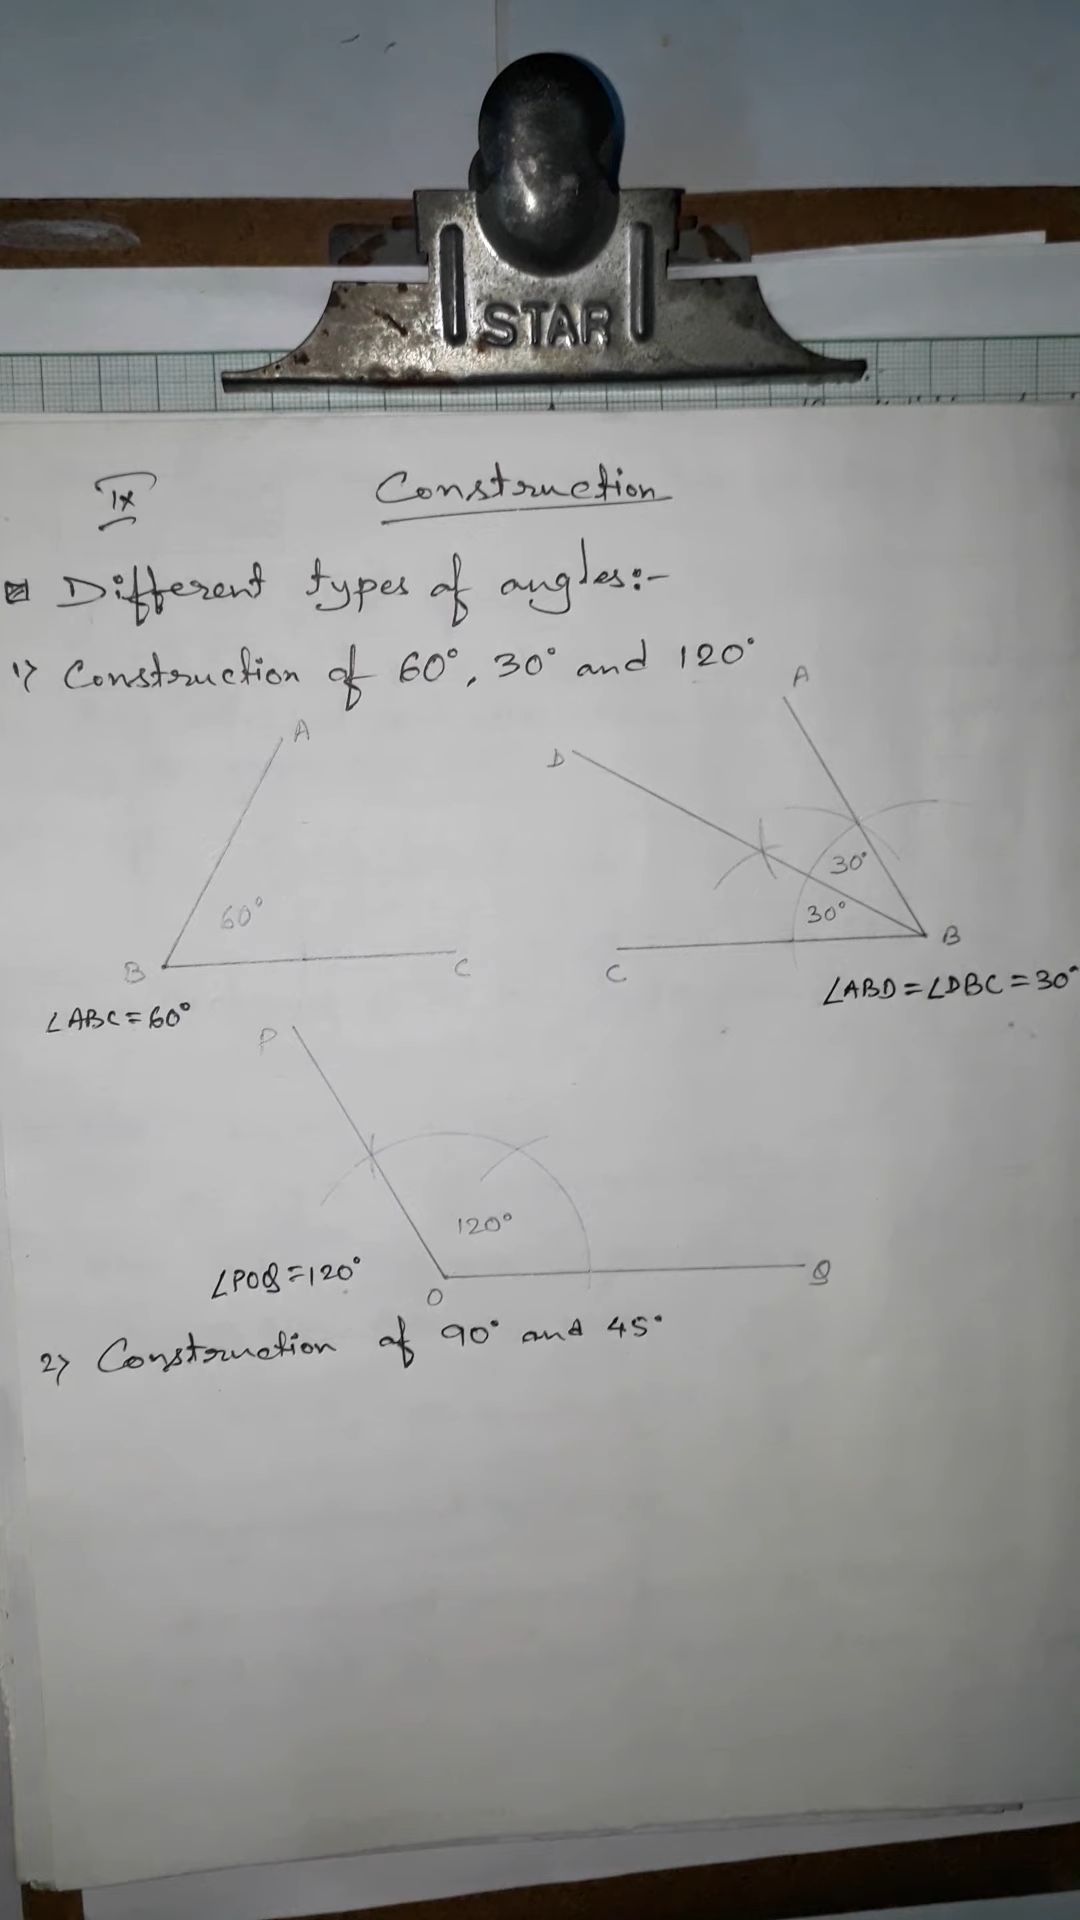 STAR
IX
Construction
Different types of angles:-
1> Construction of 60°, 30° and 120°
A
60°
B
C
∠ABC = 60°
A
D
30°
30°
B
C
∠ABD = ∠DBC = 30°
P
120°
∠POQ = 120°
O
Q
2> Construction of 90° and 45°